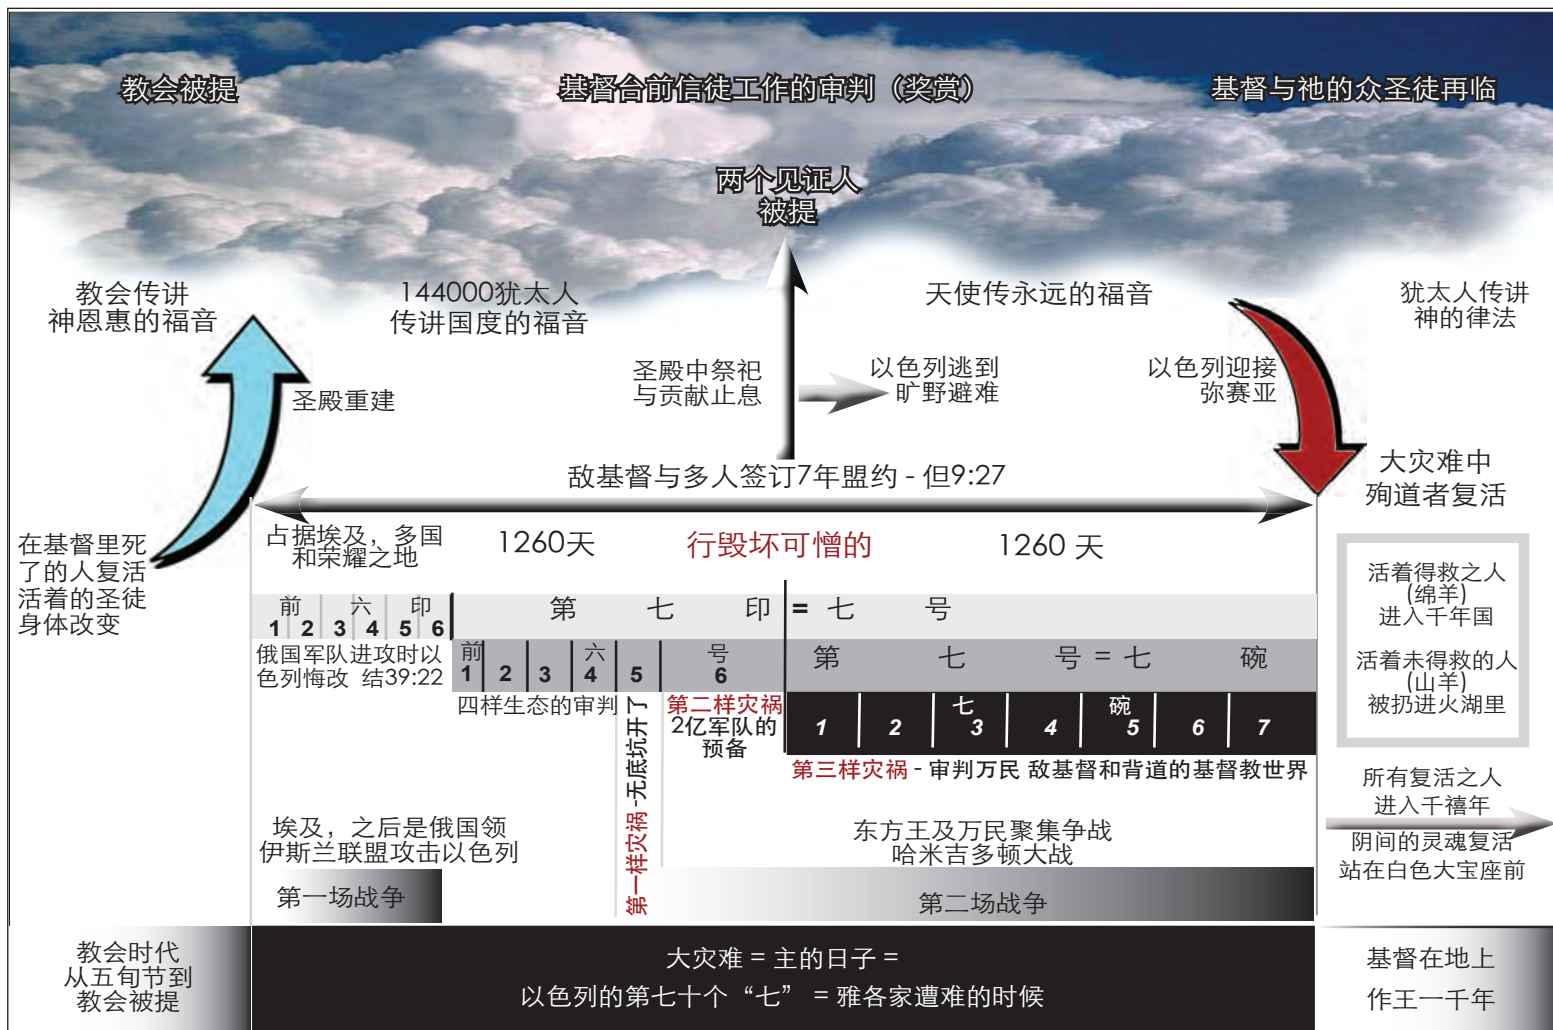 教会被提
基督台前信徒工作的审判（奖赏）
基督与祂的众圣徒再临
两个见证人
被提
教会传讲
神恩惠的福音
144000犹太人
传讲国度的福音
天使传永远的福音
犹太人传讲
神的律法
圣殿重建
圣殿中祭祀
与贡献止息
以色列逃到
旷野避难
以色列迎接
弥赛亚
敌基督与多人签订7年盟约 - 但9:27
大灾难中
殉道者复活
在基督里死
了的人复活
活着的圣徒
身体改变
占据埃及，多国
和荣耀之地
1260天
行毁坏可憎的
1260 天
活着得救之人
(绵羊)
进入千年国
活着未得救的人
(山羊)
被扔进火湖里
前 六 印
1 2 3 4 5 6
第 七 印 = 七 号
俄国军队进攻时以
色列悔改 结39:22
前 六 号
1 2 3 4 5 6
第 七 号 = 七 碗
四样生态的审判
第一样灾祸 -无底坑开了
第二样灾祸
2亿军队的
预备
七 碗
1 2 3 4 5 6 7
第三样灾祸 - 审判万民 敌基督和背道的基督教世界
所有复活之人
进入千禧年
阴间的灵魂复活
站在白色大宝座前
埃及，之后是俄国领
伊斯兰联盟攻击以色列
东方王及万民聚集争战
哈米吉多顿大战
第一场战争
第二场战争
教会时代
从五旬节到
教会被提
大灾难 = 主的日子 =
以色列的第七十个“七” = 雅各家遭难的时候
基督在地上
作王一千年